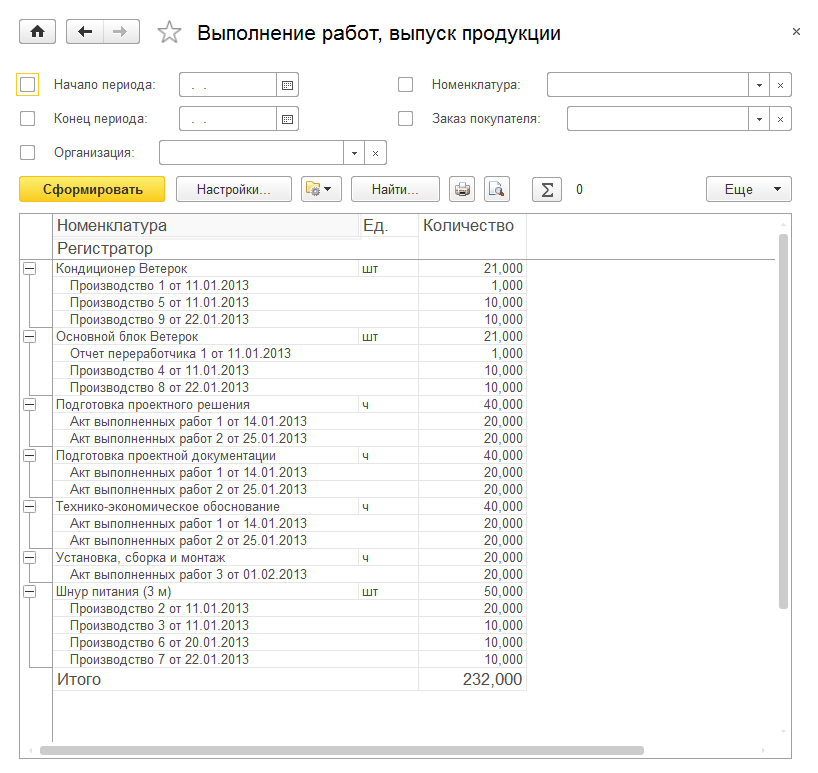 Выполнение работ, выпуск продукции
Начало периода: . . Номенклатура:
Конец периода: . . Заказ покупателя:
Организация:
Сформировать Настройки... Найти... Σ 0 Еще
Номенклатура Ед. Количество
Регистратор
Кондиционер Ветерок шт 21,000
Производство 1 от 11.01.2013 1,000
Производство 5 от 11.01.2013 10,000
Производство 9 от 22.01.2013 10,000
Основной блок Ветерок шт 21,000
Отчет переработчика 1 от 11.01.2013 1,000
Производство 4 от 11.01.2013 10,000
Производство 8 от 22.01.2013 10,000
Подготовка проектного решения ч 40,000
Акт выполненных работ 1 от 14.01.2013 20,000
Акт выполненных работ 2 от 25.01.2013 20,000
Подготовка проектной документации ч 40,000
Акт выполненных работ 1 от 14.01.2013 20,000
Акт выполненных работ 2 от 25.01.2013 20,000
Технико-экономическое обоснование ч 40,000
Акт выполненных работ 1 от 14.01.2013 20,000
Акт выполненных работ 2 от 25.01.2013 20,000
Установка, сборка и монтаж ч 20,000
Акт выполненных работ 3 от 01.02.2013 20,000
Шнур питания (3 м) шт 50,000
Производство 2 от 11.01.2013 20,000
Производство 3 от 11.01.2013 10,000
Производство 6 от 20.01.2013 10,000
Производство 7 от 22.01.2013 10,000
Итого 232,000